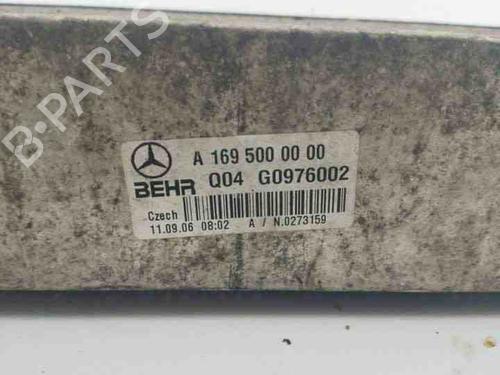 B-Parts
A 169 500 00 00
BEHR Q04 G0976002
Czech
11.09.06 08:02 A / N.0273159